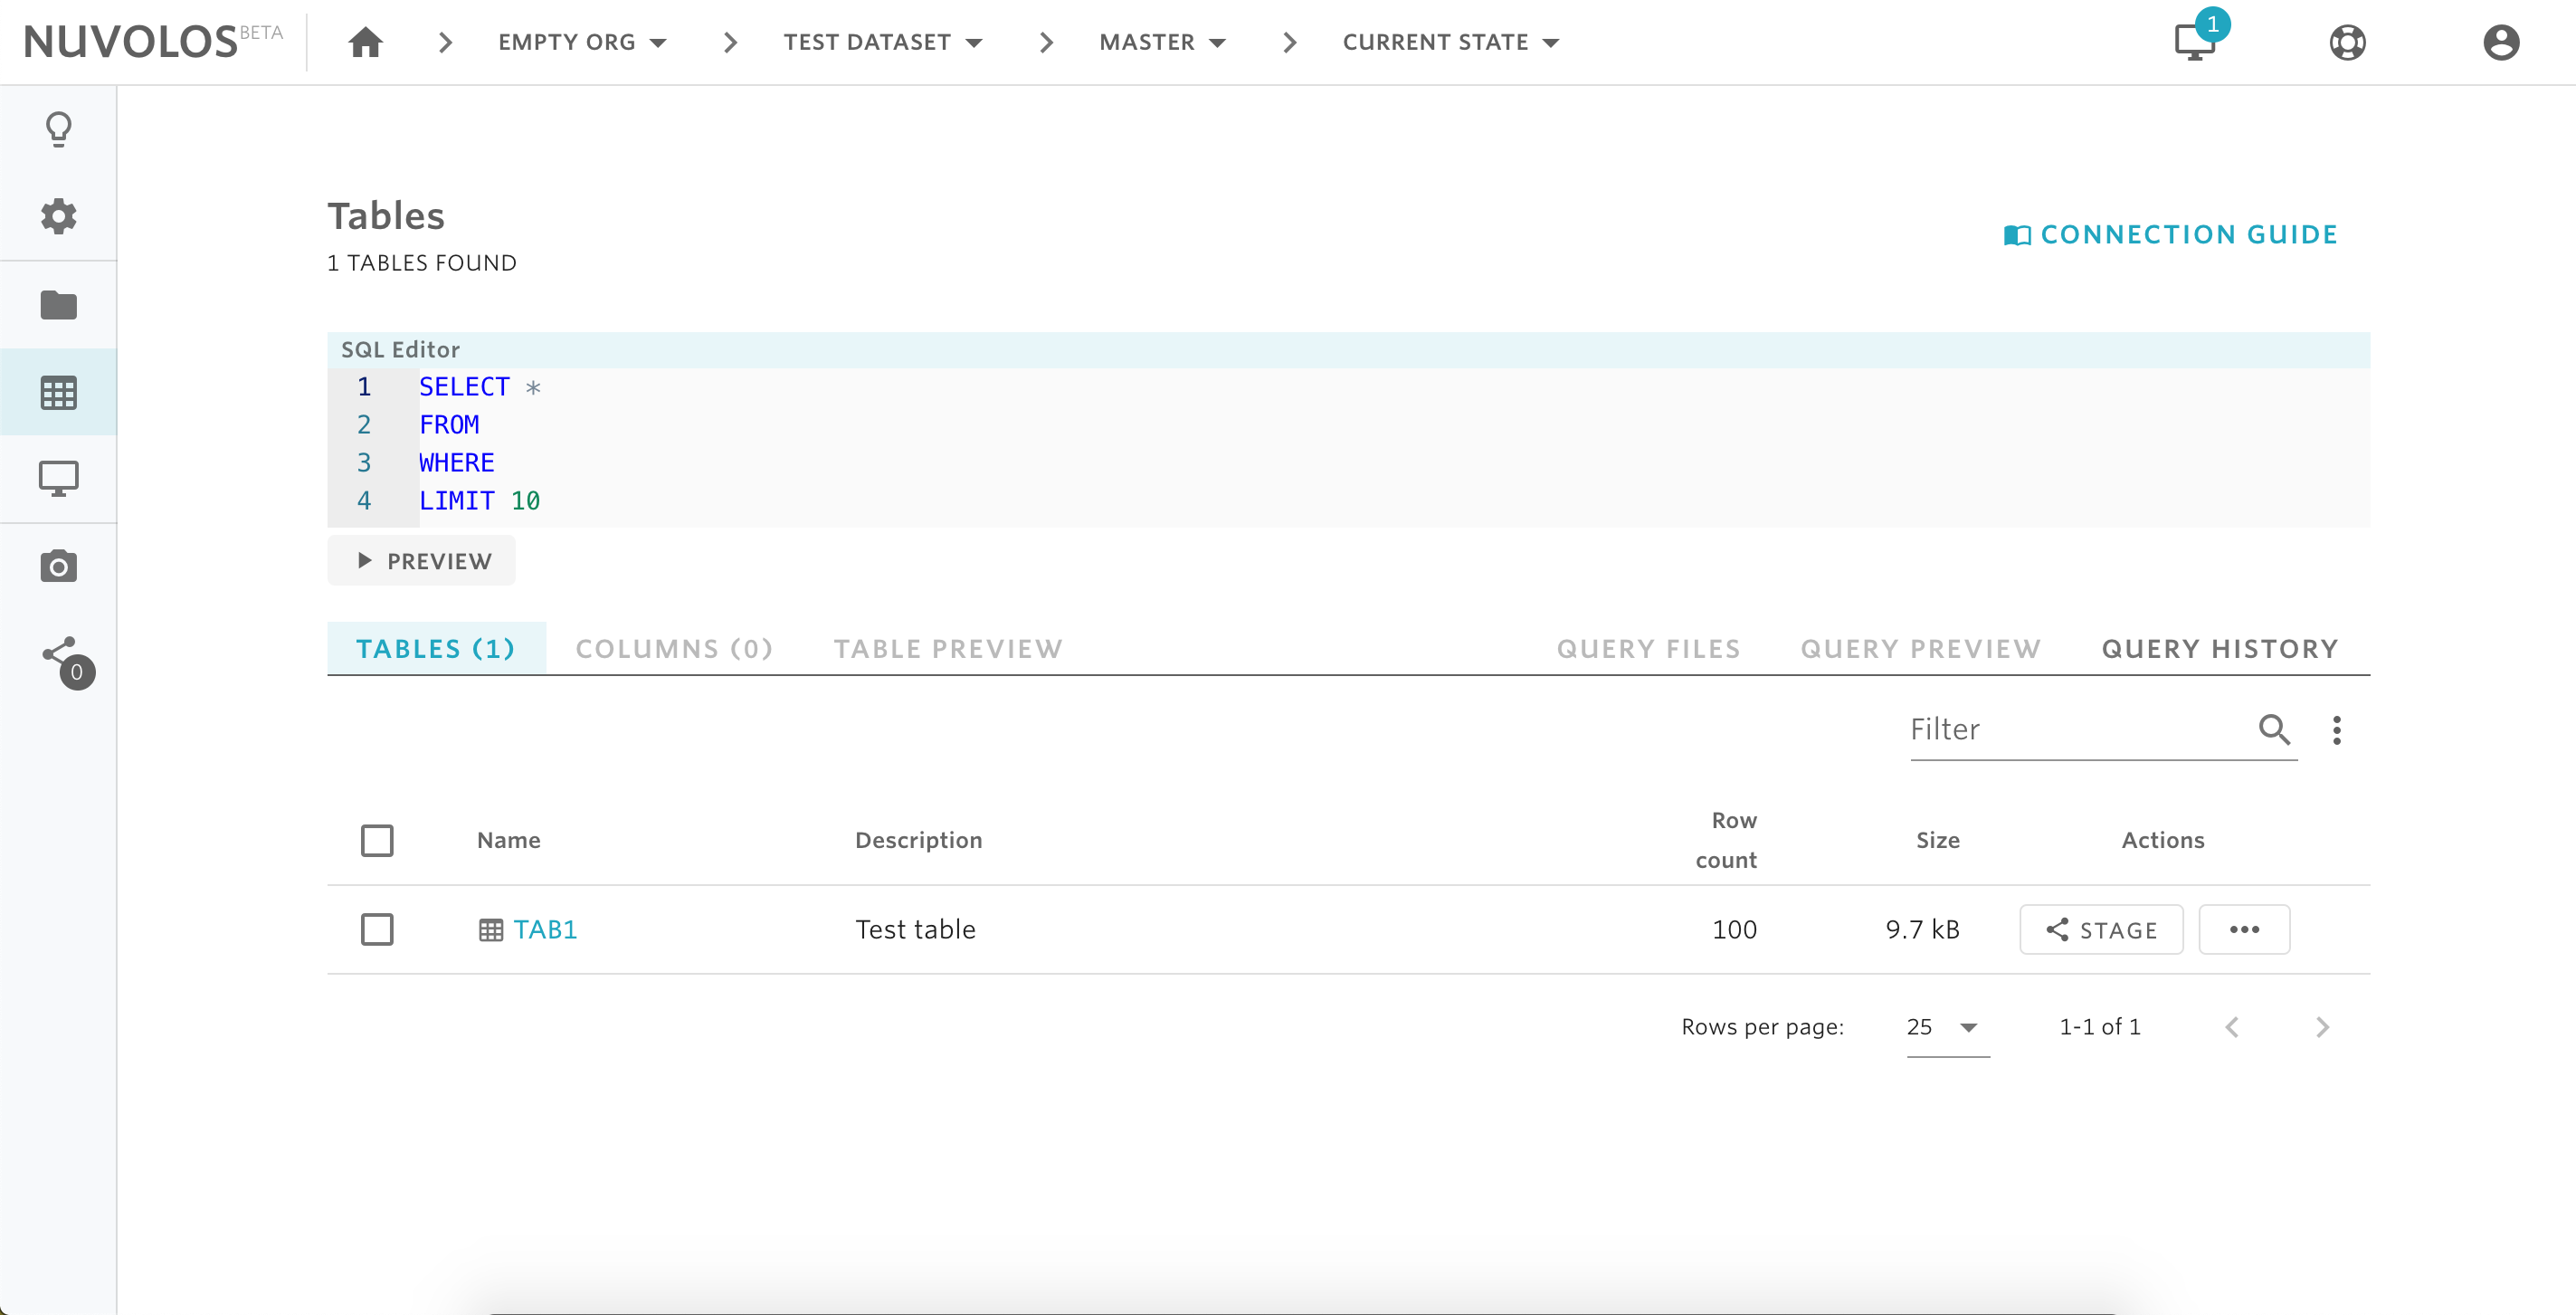 NUVOLOS BETA
EMPTY ORG
TEST DATASET
MASTER
CURRENT STATE
1
0
Tables
1 TABLES FOUND
CONNECTION GUIDE
SQL Editor
1 SELECT *
2 FROM
3 WHERE
4 LIMIT 10
PREVIEW
TABLES (1) COLUMNS (0) TABLE PREVIEW QUERY FILES QUERY PREVIEW QUERY HISTORY
Filter
Name Description Row count Size Actions
TAB1 Test table 100 9.7 kB STAGE
Rows per page: 25 1-1 of 1